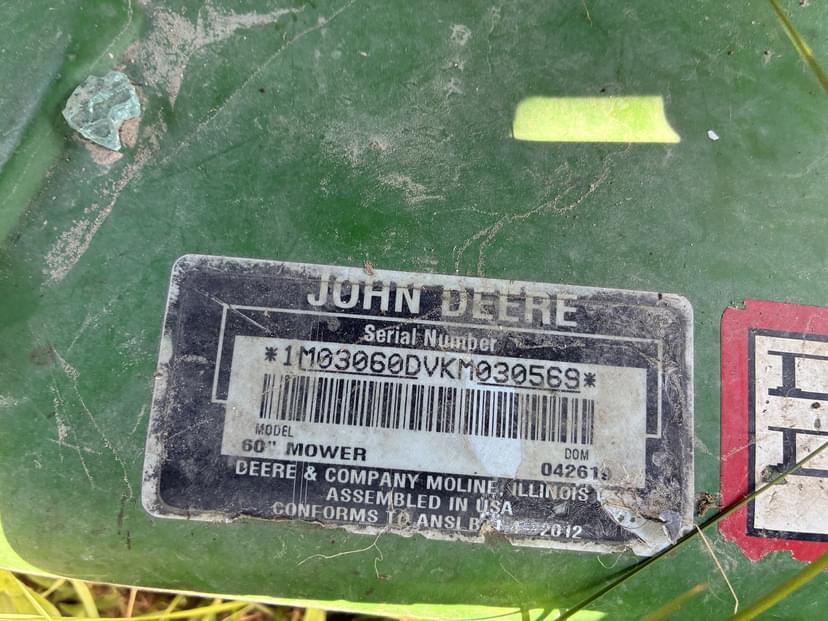 JOHN DEERE
Serial Number
*1M03060DVKM030569*
MODEL DOM
60" MOWER 042619
DEERE & COMPANY MOLINE, ILLINOIS
ASSEMBLED IN USA
CONFORMS TO ANSI 2012